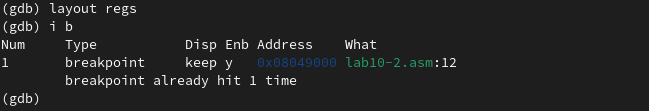 (gdb) layout regs
(gdb) i b
Num     Type           Disp Enb Address    What
1       breakpoint     keep y   0x08049000 lab10-2.asm:12
        breakpoint already hit 1 time
(gdb)